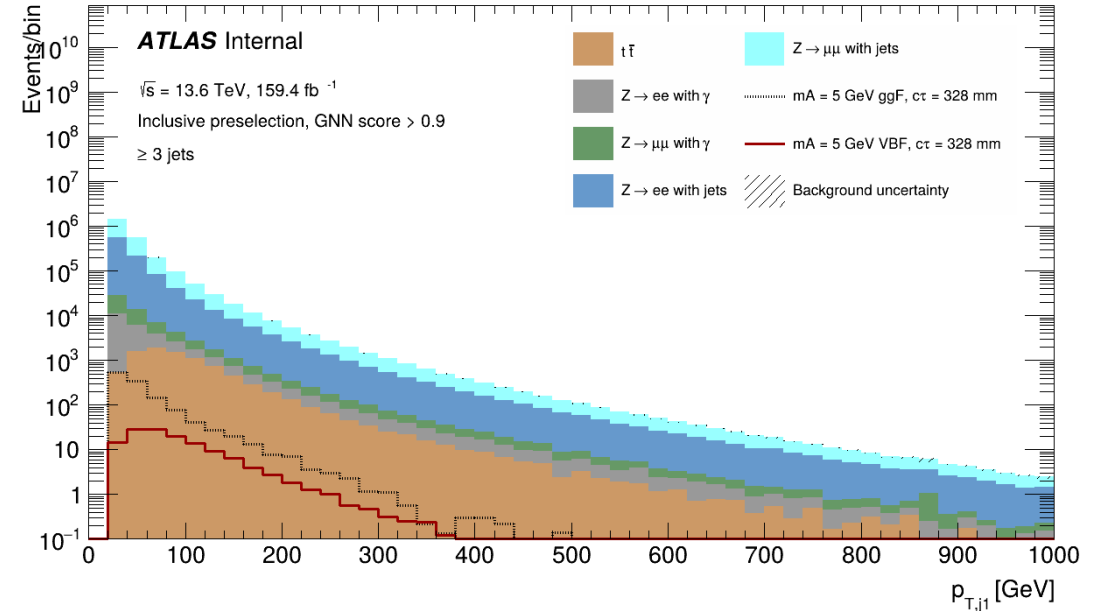 Events/bin
ATLAS Internal
√s = 13.6 TeV, 159.4 fb⁻¹
Inclusive preselection, GNN score > 0.9
≥ 3 jets
t t̄
Z → ee with γ
Z → μμ with γ
Z → ee with jets
Z → μμ with jets
mA = 5 GeV ggF, cτ = 328 mm
mA = 5 GeV VBF, cτ = 328 mm
Background uncertainty
10¹⁰
10⁹
10⁸
10⁷
10⁶
10⁵
10⁴
10³
10²
10
1
10⁻¹
0 100 200 300 400 500 600 700 800 900 1000
p_T,j1 [GeV]